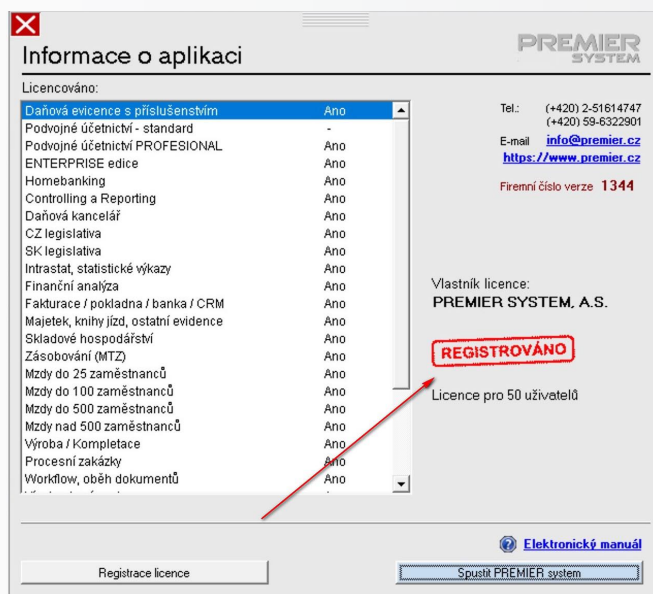 PREMIER
SYSTEM
Informace o aplikaci
Licencováno:
Daňová evidence s příslušenstvím Ano
Podvojné účetnictví - standard -
Podvojné účetnictví PROFESIONAL Ano
ENTERPRISE edice Ano
Homebanking Ano
Controlling a Reporting Ano
Daňová kancelář Ano
CZ legislativa Ano
SK legislativa Ano
Intrastat, statistické výkazy Ano
Finanční analýza Ano
Fakturace / pokladna / banka / CRM Ano
Majetek, knihy jízd, ostatní evidence Ano
Skladové hospodářství Ano
Zásobování (MTZ) Ano
Mzdy do 25 zaměstnanců Ano
Mzdy do 100 zaměstnanců Ano
Mzdy do 500 zaměstnanců Ano
Mzdy nad 500 zaměstnanců Ano
Výroba / Kompletace Ano
Procesní zakázky Ano
Workflow, oběh dokumentů Ano
Tel.: (+420) 2-51614747
(+420) 59-6322901
E-mail info@premier.cz
https://www.premier.cz
Firemní číslo verze 1344
Vlastník licence:
PREMIER SYSTEM, A.S.
REGISTROVÁNO
Licence pro 50 uživatelů
Elektronický manuál
Registrace licence
Spustit PREMIER system